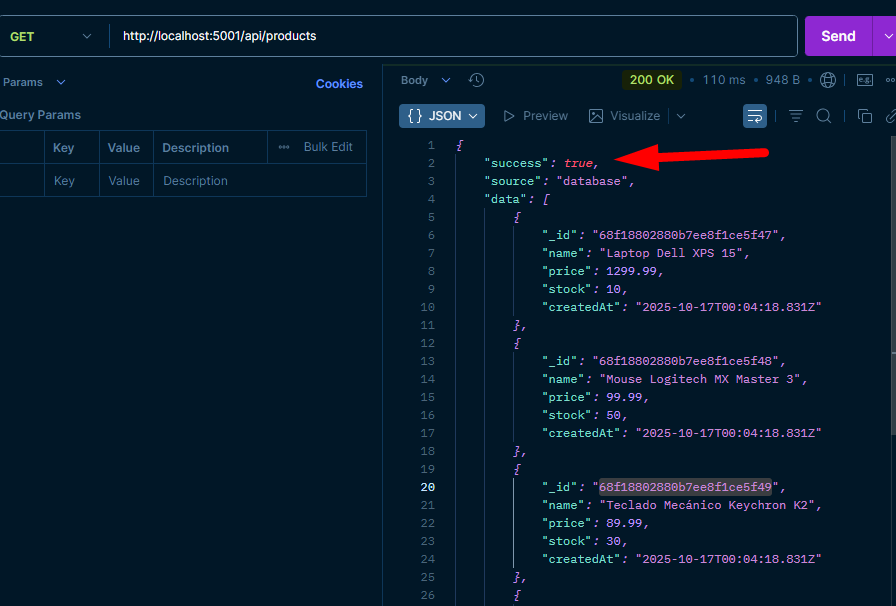 GET http://localhost:5001/api/products Send
Params Cookies
Query Params
Key Value Description ••• Bulk Edit
Key Value Description
Body 200 OK • 110 ms • 948 B • e.g.
{} JSON Preview Visualize
1 {
2 "success": true,
3 "source": "database",
4 "data": [
5 {
6 "_id": "68f18802880b7ee8f1ce5f47",
7 "name": "Laptop Dell XPS 15",
8 "price": 1299.99,
9 "stock": 10,
10 "createdAt": "2025-10-17T00:04:18.831Z"
11 },
12 {
13 "_id": "68f18802880b7ee8f1ce5f48",
14 "name": "Mouse Logitech MX Master 3",
15 "price": 99.99,
16 "stock": 50,
17 "createdAt": "2025-10-17T00:04:18.831Z"
18 },
19 {
20 "_id": "68f18802880b7ee8f1ce5f49",
21 "name": "Teclado Mecánico Keychron K2",
22 "price": 89.99,
23 "stock": 30,
24 "createdAt": "2025-10-17T00:04:18.831Z"
25 },
26 {